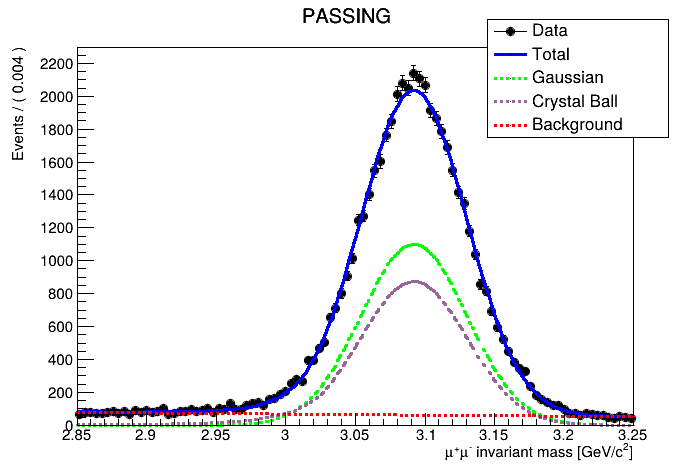 PASSING
Data
Total
Gaussian
Crystal Ball
Background
Events / ( 0.004 )
2200
2000
1800
1600
1400
1200
1000
800
600
400
200
0
2.85 2.9 2.95 3 3.05 3.1 3.15 3.2 3.25
μ⁺μ⁻ invariant mass [GeV/c²]